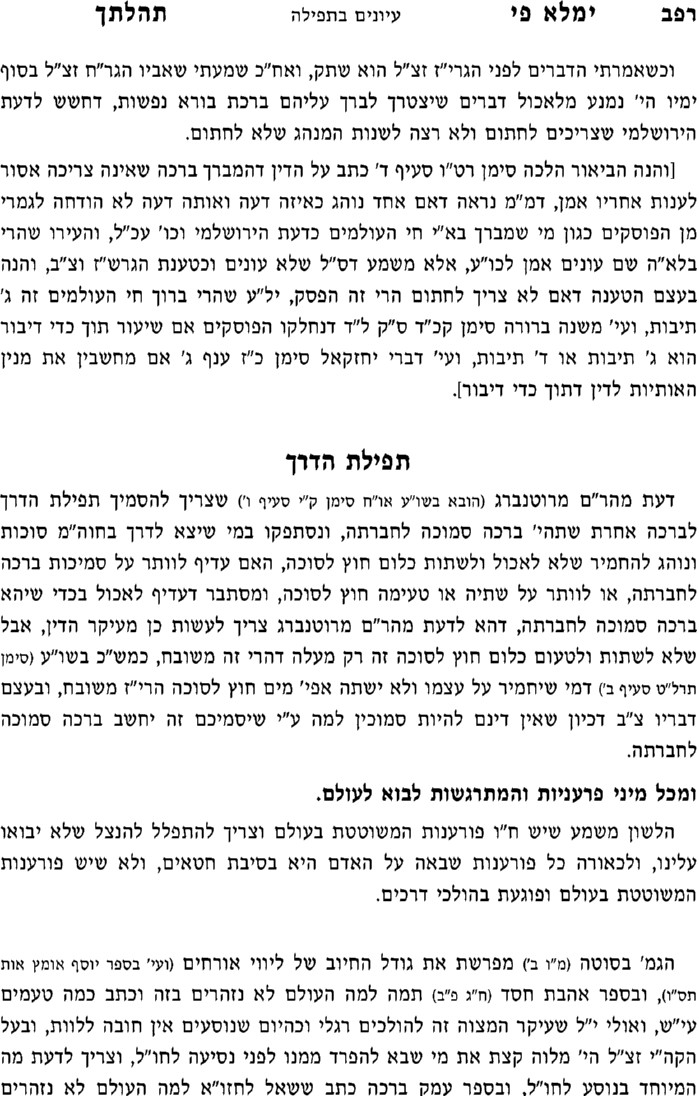 רפב ימלא פי עיונים בתפילה תהלתך
וכשאמרתי הדברים לפני הגרי"ז זצ"ל הוא שתק, ואח"כ שמעתי שאביו הגר"ח זצ"ל בסוף
ימיו הי' נמנע מלאכול דברים שיצטרך לברך עליהם ברכת בורא נפשות, דחשש לדעת
הירושלמי שצריכים לחתום ולא רצה לשנות המנהג שלא לחתום.
[והנה הביאור הלכה סימן רט"ו סעיף ד' כתב על הדין דהמברך ברכה שאינה צריכה אסור
לענות אחריו אמן, דמ"מ נראה דאם אחד נוהג כאיזה דעה ואותה דעה לא הודחה לגמרי
מן הפוסקים כגון מי שמברך בא"י חי העולמים כדעת הירושלמי וכו' עכ"ל, והעירו שהרי
בלא"ה שם עונים אמן לכו"ע, אלא משמע דס"ל שלא עונים וכטענת הגרש"ז וצ"ב, והנה
בעצם הטענה דאם לא צריך לחתום הרי זה הפסק, יל"ע שהרי ברוך חי העולמים זה ג'
תיבות, ועי' משנה ברורה סימן קכ"ד ס"ק ל"ד דנחלקו הפוסקים אם שיעור תוך כדי דיבור
הוא ג' תיבות או ד' תיבות, ועי' דברי יחזקאל סימן כ"ז ענף ג' אם מחשבין את מנין
האותיות לדין דתוך כדי דיבור].
תפילת הדרך
דעת מהר"ם מרוטנברג (הובא בשו"ע או"ח סימן ק"י סעיף ו') שצריך להסמיך תפילת הדרך
לברכה אחרת שתהי' ברכה סמוכה לחברתה, ונסתפקו במי שיצא לדרך בחוה"מ סוכות
ונוהג להחמיר שלא לאכול ולשתות כלום חוץ לסוכה, האם עדיף לוותר על סמיכות ברכה
לחברתה, או לוותר על שתיה או טעימה חוץ לסוכה, ומסתבר דעדיף לאכול בכדי שיהא
ברכה סמוכה לחברתה, דהא לדעת מהר"ם מרוטנברג צריך לעשות כן מעיקר הדין, אבל
שלא לשתות ולטעום כלום חוץ לסוכה זה רק מעלה דהרי זה משובח, כמש"כ בשו"ע (סימן
תרל"ט סעיף ב') דמי שיחמיר על עצמו ולא ישתה אפי' מים חוץ לסוכה הרי"ז משובח, ובעצם
דבריו צ"ב דכיון שאין דינם להיות סמוכין למה ע"י שיסמיכם זה יחשב ברכה סמוכה
לחברתה.
ומכל מיני פרעניות והמתרגשות לבוא לעולם.
הלשון משמע שיש ח"ו פורענות המשוטטת בעולם וצריך להתפלל להנצל שלא יבואו
עלינו, ולכאורה כל פורענות שבאה על האדם היא בסיבת חטאים, ולא שיש פורענות
המשוטטת בעולם ופוגעת בהולכי דרכים.
הגמ' בסוטה (מ"ו ב') מפרשת את גודל החיוב של ליווי אורחים (ועי' בספר יוסף אומץ אות
תס"ו), ובספר אהבת חסד (ח"ג פ"ב) תמה למה העולם לא נזהרים בזה וכתב כמה טעמים
עי"ש, ואולי י"ל שעיקר המצוה זה להולכים רגלי וכהיום שנוסעים אין חובה ללוות, ובעל
הקה"י זצ"ל הי' מלוה קצת את מי שבא להפרד ממנו לפני נסיעה לחו"ל, וצריך לדעת מה
המיוחד בנוסע לחו"ל, ובספר עמק ברכה כתב ששאל לחזו"א למה העולם לא נזהרים